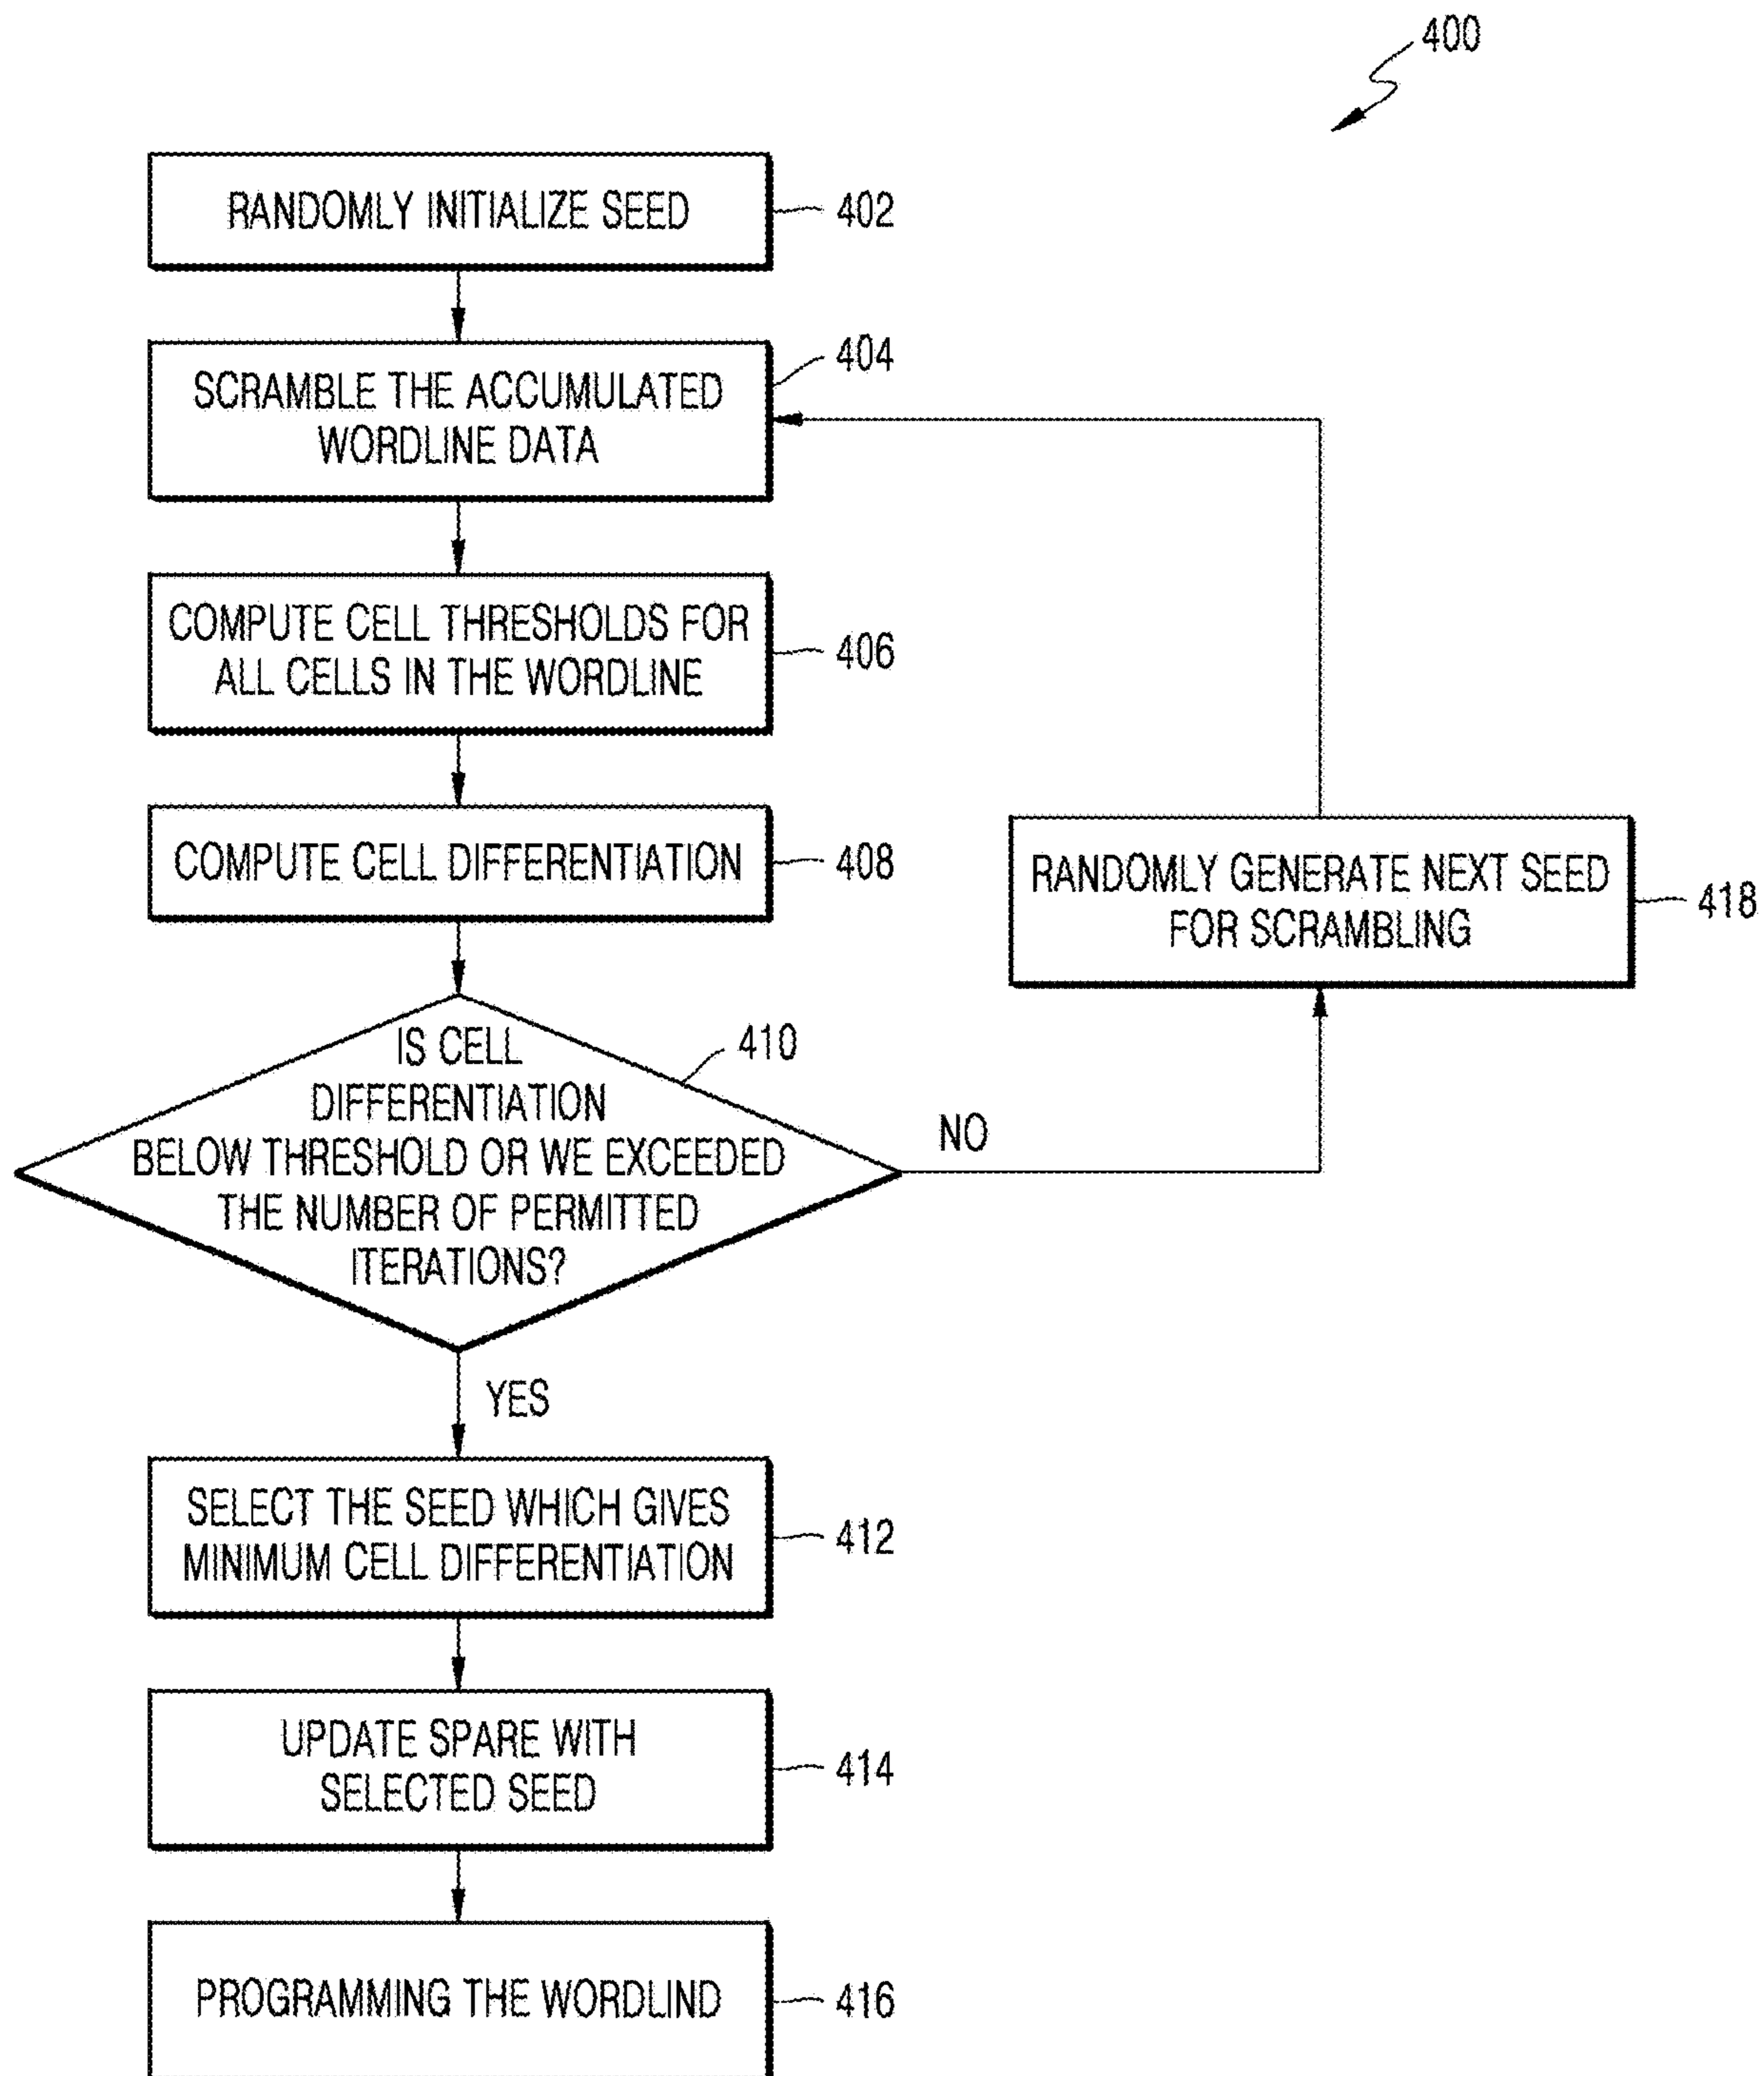 400
RANDOMLY INITIALIZE SEED
402
SCRAMBLE THE ACCUMULATED
WORDLINE DATA
404
COMPUTE CELL THRESHOLDS FOR
ALL CELLS IN THE WORDLINE
406
COMPUTE CELL DIFFERENTIATION
408
RANDOMLY GENERATE NEXT SEED
FOR SCRAMBLING
418
IS CELL
DIFFERENTIATION
BELOW THRESHOLD OR WE EXCEEDED
THE NUMBER OF PERMITTED
ITERATIONS?
410
NO
YES
SELECT THE SEED WHICH GIVES
MINIMUM CELL DIFFERENTIATION
412
UPDATE SPARE WITH
SELECTED SEED
414
PROGRAMMING THE WORDLIND
416